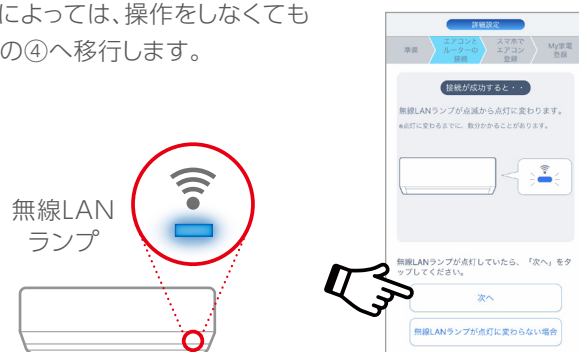 によっては、操作をしなくても
の④へ移行します。
無線LAN
ランプ
詳細設定
準備
エアコンと
ルーターの
接続
スマホで
エアコン
登録
My家電
登録
接続が成功すると・・
無線LANランプが点滅から点灯に変わります。
※点灯に変わるまでに、数分かかることがあります。
無線LANランプが点灯していたら、「次へ」をタ
ップしてください。
次へ
無線LANランプが点灯に変わらない場合